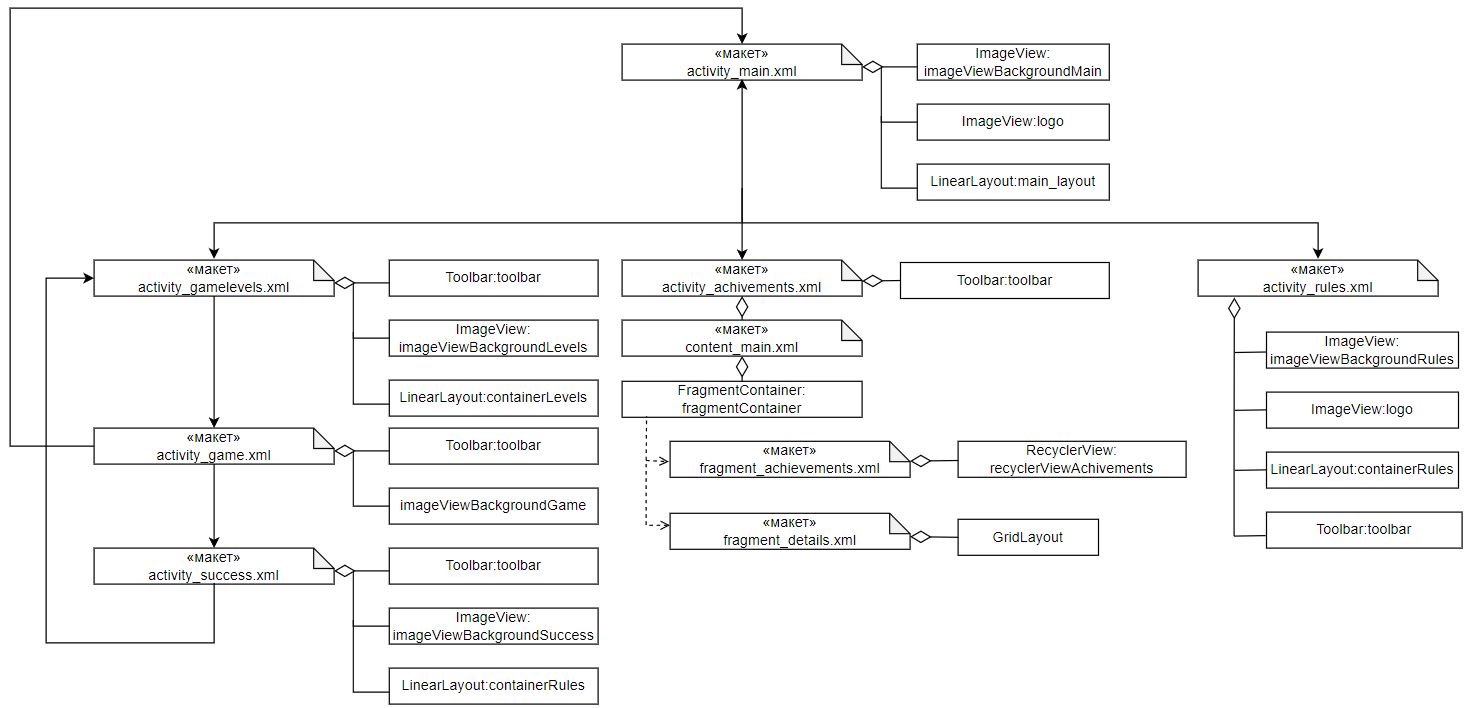 «макет»
activity_main.xml
ImageView:
imageViewBackgroundMain
ImageView:logo
LinearLayout:main_layout
«макет»
activity_gamelevels.xml
Toolbar:toolbar
ImageView:
imageViewBackgroundLevels
LinearLayout:containerLevels
«макет»
activity_game.xml
Toolbar:toolbar
imageViewBackgroundGame
«макет»
activity_success.xml
Toolbar:toolbar
ImageView:
imageViewBackgroundSuccess
LinearLayout:containerRules
«макет»
activity_achivements.xml
Toolbar:toolbar
«макет»
content_main.xml
FragmentContainer:
fragmentContainer
«макет»
fragment_achievements.xml
RecyclerView:
recyclerViewAchivements
«макет»
fragment_details.xml
GridLayout
«макет»
activity_rules.xml
ImageView:
imageViewBackgroundRules
ImageView:logo
LinearLayout:containerRules
Toolbar:toolbar